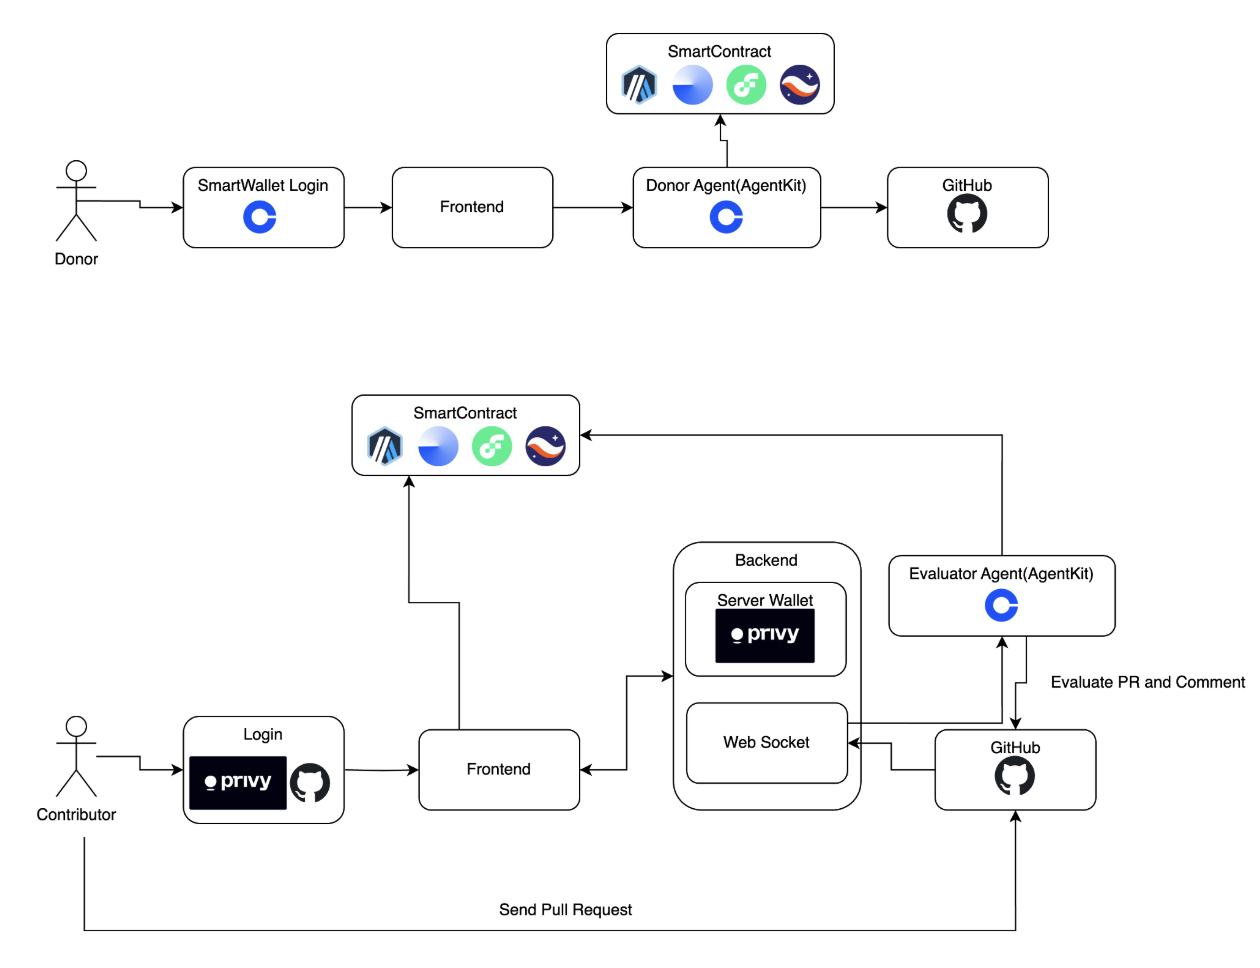 SmartContract
SmartWallet Login
Frontend
Donor Agent(AgentKit)
GitHub
Donor
SmartContract
Backend
Server Wallet
privy
Evaluator Agent(AgentKit)
Evaluate PR and Comment
Login
privy
Frontend
Web Socket
GitHub
Contributor
Send Pull Request